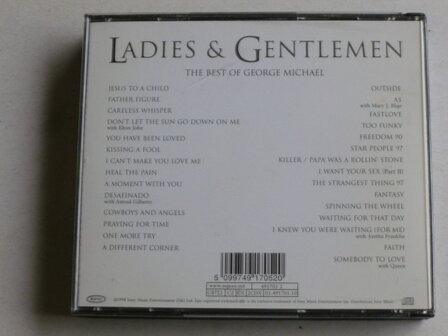 LADIES & GENTLEMEN
THE BEST OF GEORGE MICHAEL
JESUS TO A CHILD
FATHER FIGURE
CARELESS WHISPER
DON'T LET THE SUN GO DOWN ON ME
with Elton John
YOU HAVE BEEN LOVED
KISSING A FOOL
I CAN'T MAKE YOU LOVE ME
HEAL THE PAIN
A MOMENT WITH YOU
DESAFINADO
with Astrud Gilberto
COWBOYS AND ANGELS
PRAYING FOR TIME
ONE MORE TRY
A DIFFERENT CORNER
OUTSIDE
AS
with Mary J. Blige
FASTLOVE
TOO FUNKY
FREEDOM 90
STAR PEOPLE 97
KILLER / PAPA WAS A ROLLIN' STONE
I WANT YOUR SEX (Part II)
THE STRANGEST THING 97
FANTASY
SPINNING THE WHEEL
WAITING FOR THAT DAY
I KNEW YOU WERE WAITING (FOR ME)
with Aretha Franklin
FAITH
SOMEBODY TO LOVE
with Queen
5 099749 170520
491705 2